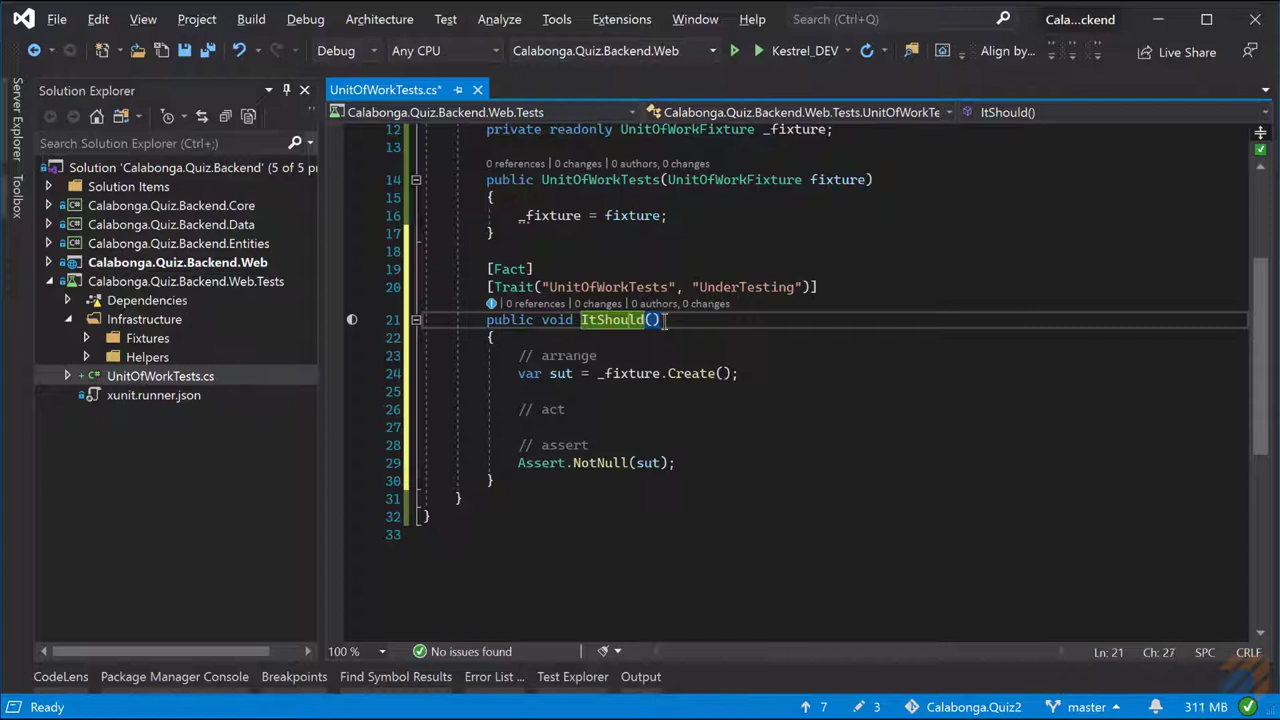 File Edit View Project Build Debug Architecture Test Analyze Tools Extensions Window Help Search (Ctrl+Q) Cala...ckend
Debug Any CPU Calabonga.Quiz.Backend.Web Kestrel_DEV Align by... Live Share
Server Explorer
Toolbox
Solution Explorer
Search Solution Explorer (Ctrl+;)
Solution 'Calabonga.Quiz.Backend' (5 of 5 pr
Solution Items
Calabonga.Quiz.Backend.Core
Calabonga.Quiz.Backend.Data
Calabonga.Quiz.Backend.Entities
Calabonga.Quiz.Backend.Web
Calabonga.Quiz.Backend.Web.Tests
Dependencies
Infrastructure
Fixtures
Helpers
UnitOfWorkTests.cs
xunit.runner.json
UnitOfWorkTests.cs*
Calabonga.Quiz.Backend.Web.Tests Calabonga.Quiz.Backend.Web.Tests.UnitOfWorkTe ItShould()
12 private readonly UnitOfWorkFixture _fixture;
13
0 references | 0 changes | 0 authors, 0 changes
14 public UnitOfWorkTests(UnitOfWorkFixture fixture)
15 {
16 _fixture = fixture;
17 }
18
19 [Fact]
20 [Trait("UnitOfWorkTests", "UnderTesting")]
0 references | 0 changes | 0 authors, 0 changes
21 public void ItShould()
22 {
23 // arrange
24 var sut = _fixture.Create();
25
26 // act
27
28 // assert
29 Assert.NotNull(sut);
30 }
31 }
32 }
33
100 % No issues found Ln: 21 Ch: 27 SPC CRLF
CodeLens Package Manager Console Breakpoints Find Symbol Results Error List ... Test Explorer Output
Ready 7 3 Calabonga.Quiz2 master 311 MB